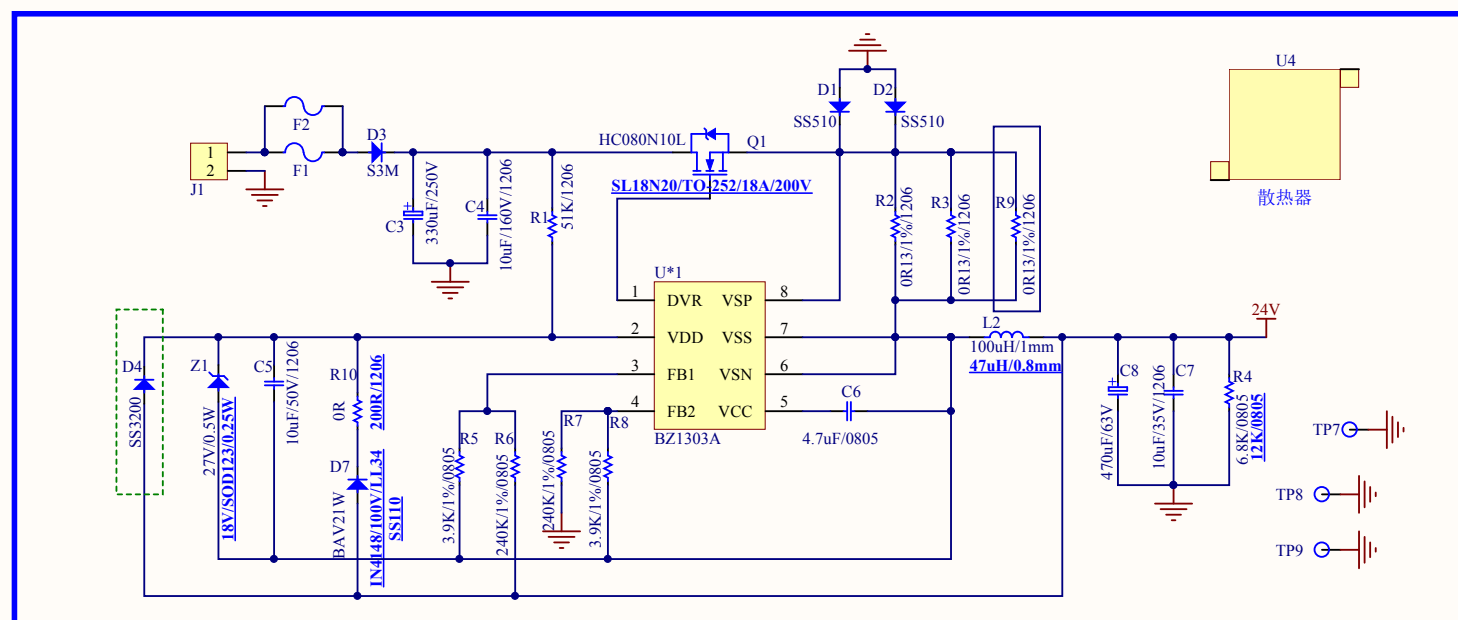 U4
散热器
F2
F1
1
2
J1
D3
S3M
C3
330uF/250V
C4
10uF/160V/1206
R1
51K/1206
HC080N10L
Q1
SL18N20/TO-252/18A/200V
D1
SS510
D2
SS510
R2
0R13/1%/1206
R3
0R13/1%/1206
R9
0R13/1%/1206
U*1
1
DVR
VSP
8
2
VDD
VSS
7
3
FB1
VSN
6
4
FB2
VCC
5
BZ1303A
C6
4.7uF/0805
L2
100uH/1mm
47uH/0.8mm
24V
D4
SS3200
Z1
27V/0.5W
18V/SOD123/0.25W
C5
10uF/50V/1206
R10
0R
200R/1206
D7
BAV21W
IN4148/100V/LL34
SS110
R5
3.9K/1%/0805
R6
240K/1%/0805
R7
240K/1%/0805
R8
3.9K/1%/0805
C8
470uF/63V
C7
10uF/35V/1206
R4
6.8K/0805
12K/0805
TP7
TP8
TP9